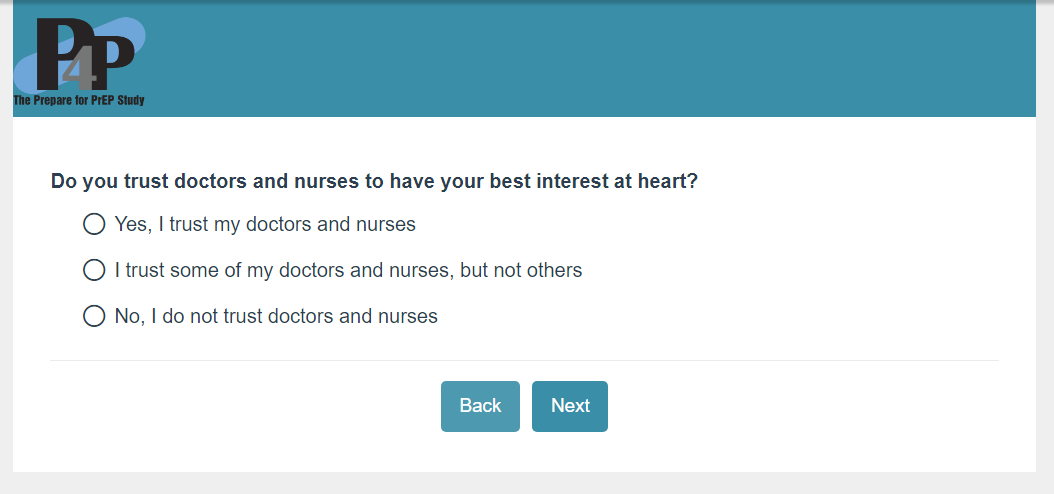 P4P
The Prepare for PrEP Study
Do you trust doctors and nurses to have your best interest at heart?
Yes, I trust my doctors and nurses
I trust some of my doctors and nurses, but not others
No, I do not trust doctors and nurses
Back Next